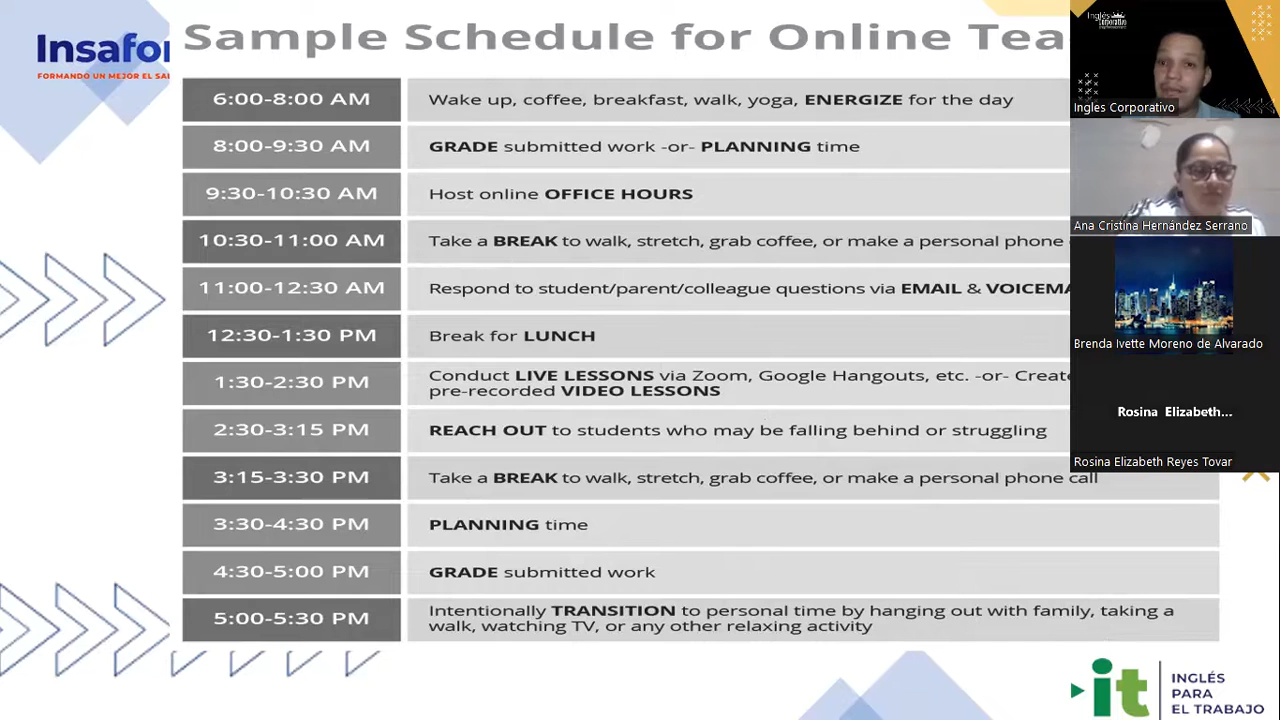 Insafo
FORMANDO UN MEJOR EL SA
Sample Schedule for Online Tea
6:00-8:00 AM Wake up, coffee, breakfast, walk, yoga, ENERGIZE for the day
8:00-9:30 AM GRADE submitted work -or- PLANNING time
9:30-10:30 AM Host online OFFICE HOURS
10:30-11:00 AM Take a BREAK to walk, stretch, grab coffee, or make a personal phone
11:00-12:30 AM Respond to student/parent/colleague questions via EMAIL & VOICEMA
12:30-1:30 PM Break for LUNCH
1:30-2:30 PM Conduct LIVE LESSONS via Zoom, Google Hangouts, etc. -or- Create
pre-recorded VIDEO LESSONS
2:30-3:15 PM REACH OUT to students who may be falling behind or struggling
3:15-3:30 PM Take a BREAK to walk, stretch, grab coffee, or make a personal phone call
3:30-4:30 PM PLANNING time
4:30-5:00 PM GRADE submitted work
5:00-5:30 PM Intentionally TRANSITION to personal time by hanging out with family, taking a
walk, watching TV, or any other relaxing activity
Inglés
Corporativo
Ingles Corporativo
Ana Cristina Hernández Serrano
Brenda Ivette Moreno de Alvarado
Rosina Elizabeth...
Rosina Elizabeth Reyes Tovar
it
INGLÉS
PARA
EL TRABAJO